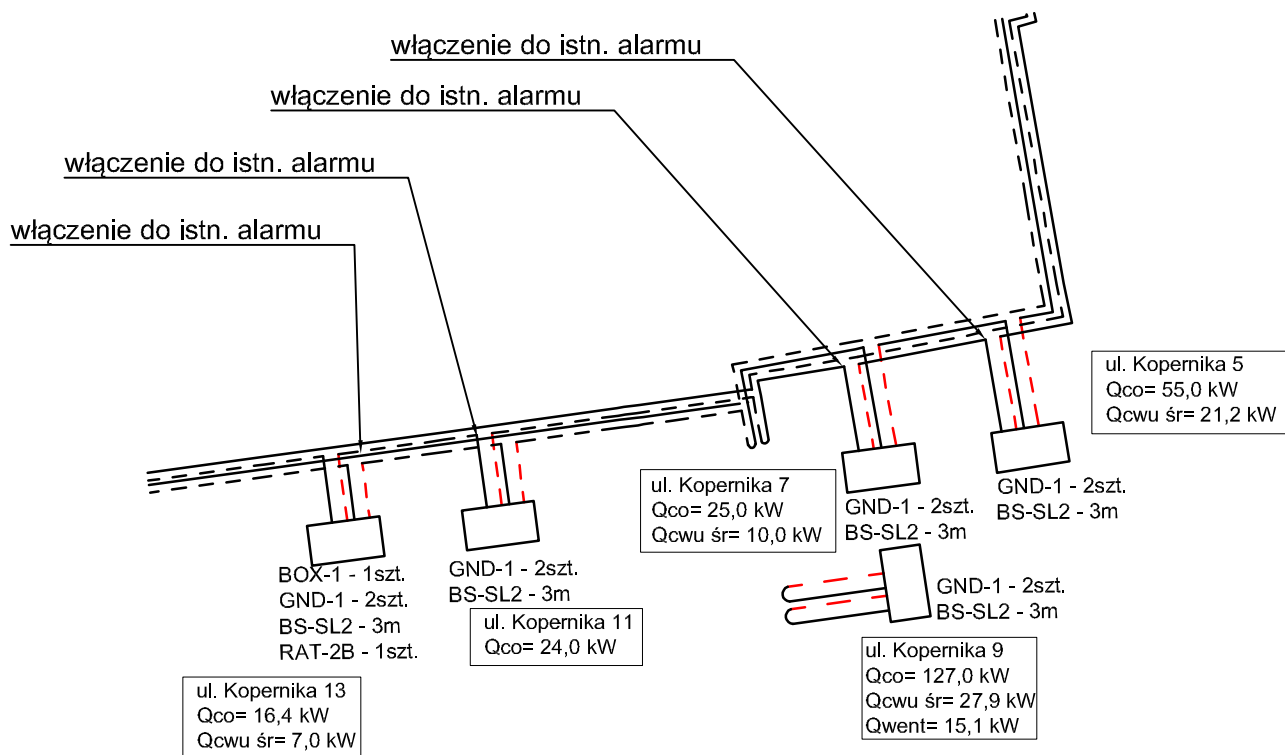 włączenie do istn. alarmu
włączenie do istn. alarmu
włączenie do istn. alarmu
włączenie do istn. alarmu
ul. Kopernika 5
Qco= 55,0 kW
Qcwu śr= 21,2 kW
ul. Kopernika 7
Qco= 25,0 kW
Qcwu śr= 10,0 kW
GND-1 - 2szt.
BS-SL2 - 3m
GND-1 - 2szt.
BS-SL2 - 3m
BOX-1 - 1szt.
GND-1 - 2szt.
BS-SL2 - 3m
RAT-2B - 1szt.
GND-1 - 2szt.
BS-SL2 - 3m
ul. Kopernika 11
Qco= 24,0 kW
GND-1 - 2szt.
BS-SL2 - 3m
ul. Kopernika 9
Qco= 127,0 kW
Qcwu śr= 27,9 kW
Qwent= 15,1 kW
ul. Kopernika 13
Qco= 16,4 kW
Qcwu śr= 7,0 kW